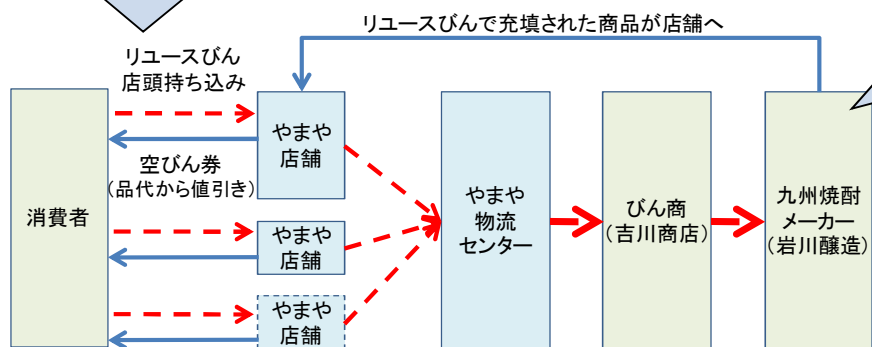 リユースびんで充填された商品が店舗へ
リユースびん
店頭持ち込み
消費者
空びん券
(品代から値引き)
やまや
店舗
やまや
店舗
やまや
店舗
やまや
物流
センター
びん商
(吉川商店)
九州焼酎
メーカー
(岩川醸造)